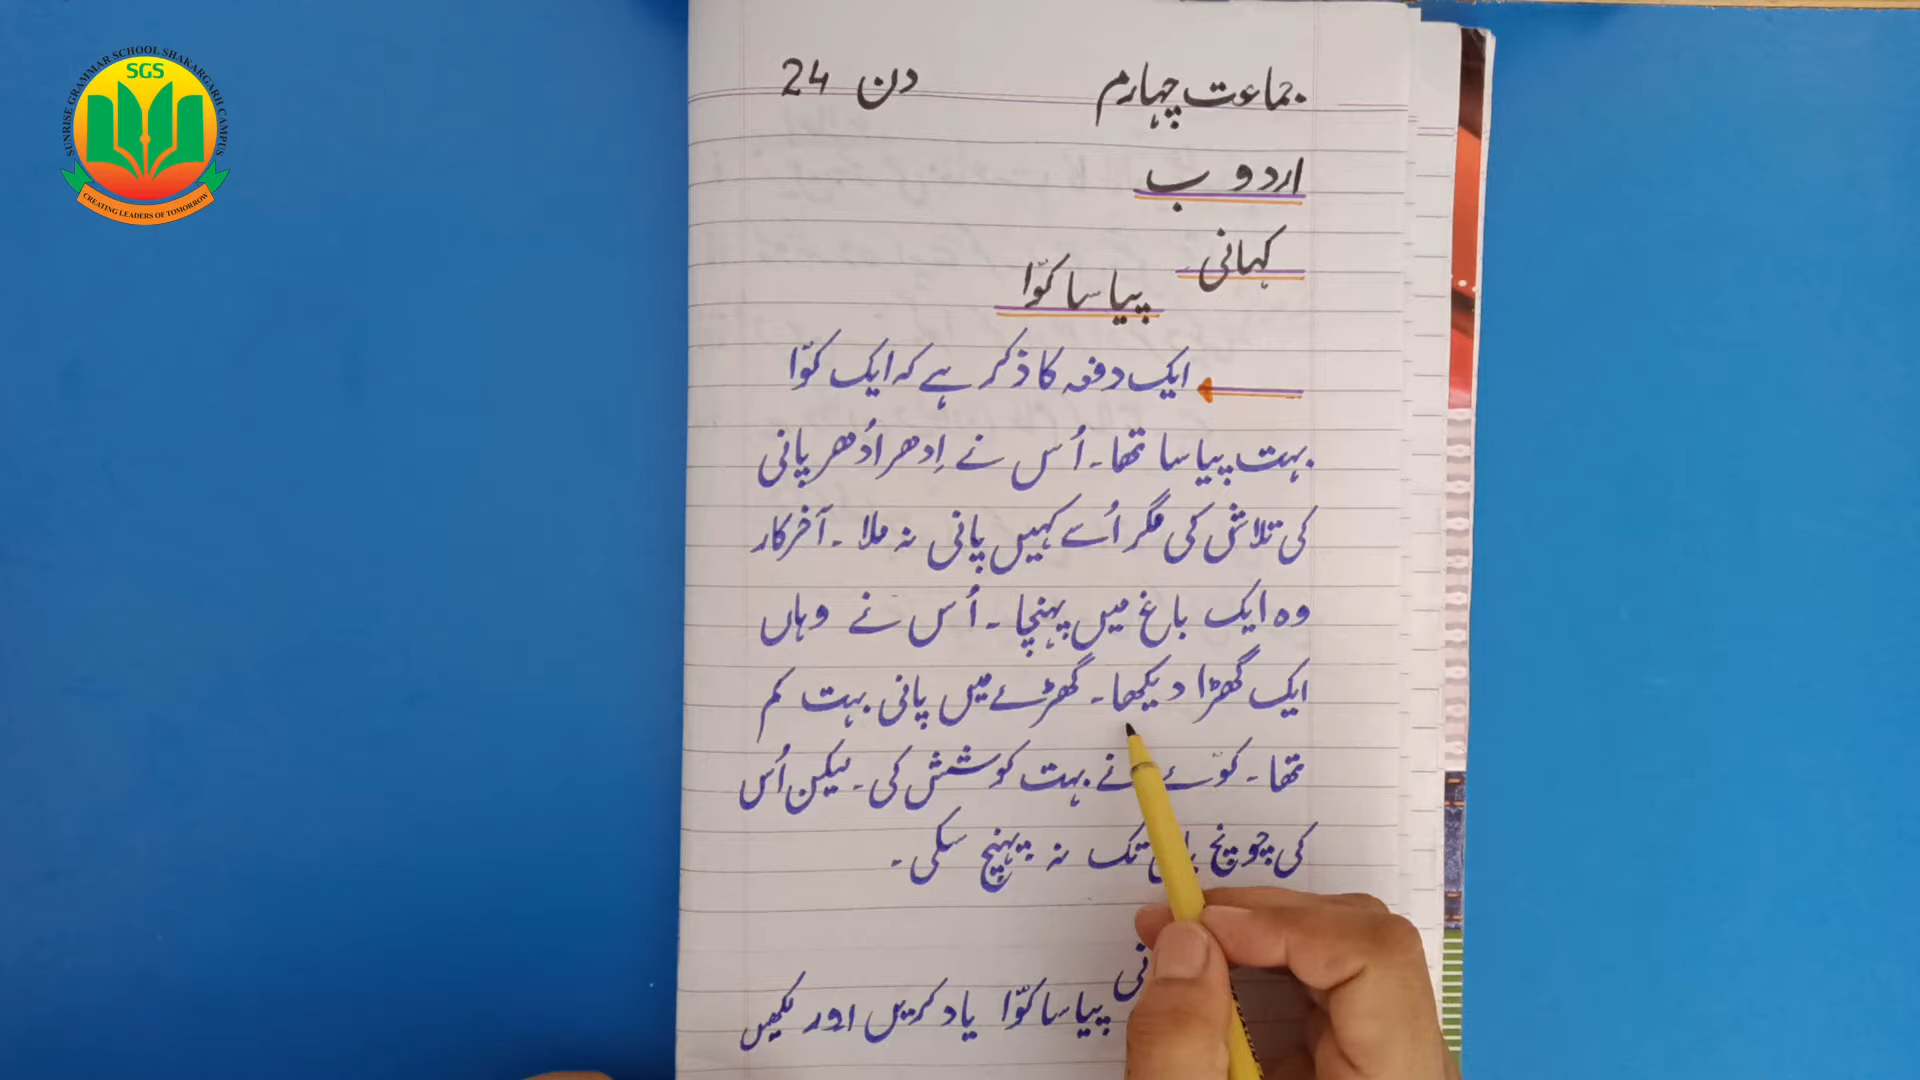 SUNRISE GRAMMAR SCHOOL SHAKARGARH CAMPUS
SGS
CREATING LEADERS OF TOMORROW
جماعت چہارم دن 24
اردو ب
کہانی
پیاسا کوّا
ایک دفعہ کا ذکر ہے کہ ایک کوّا
بہت پیاسا تھا۔ اُس نے اِدھر اُدھر پانی
کی تلاش کی مگر اُسے کہیں پانی نہ ملا۔ آخر کار
وہ ایک باغ میں پہنچا۔ اُس نے وہاں
ایک گھڑا دیکھا۔ گھڑے میں پانی بہت کم
تھا۔ کوّے نے بہت کوشش کی۔ لیکن اُس
کی چونچ تک نہ پہنچ سکی۔
پیاسا کوّا یاد کریں اور لکھیں